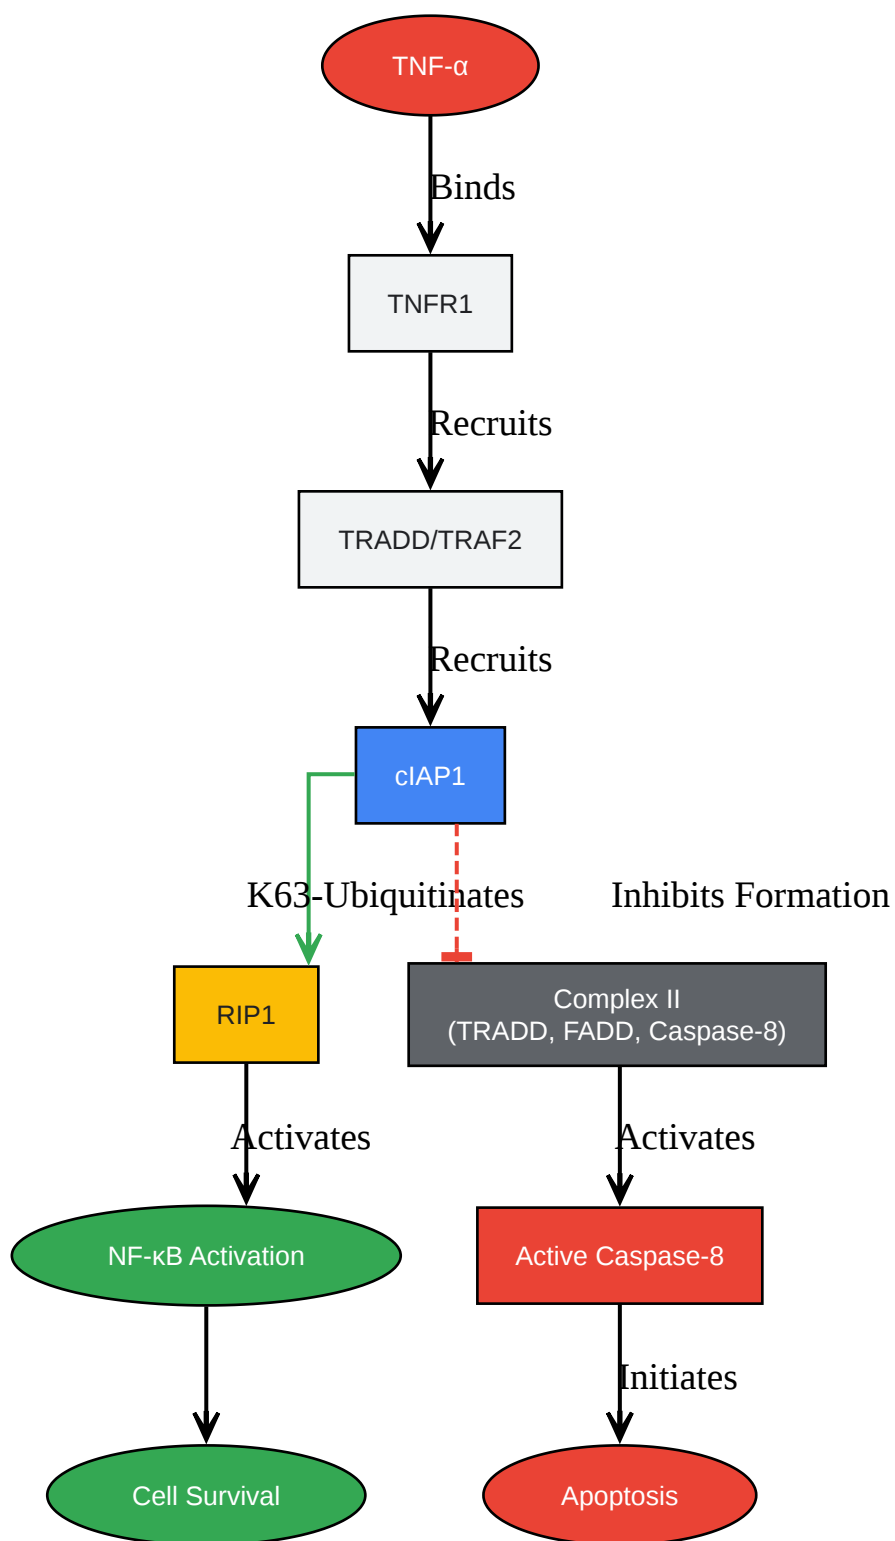 TNF-α
Binds
TNFR1
Recruits
TRADD/TRAF2
Recruits
cIAP1
K63-Ubiquitinates
Inhibits Formation
RIP1
Complex II
(TRADD, FADD, Caspase-8)
Activates
Activates
NF-κB Activation
Active Caspase-8
Initiates
Cell Survival
Apoptosis